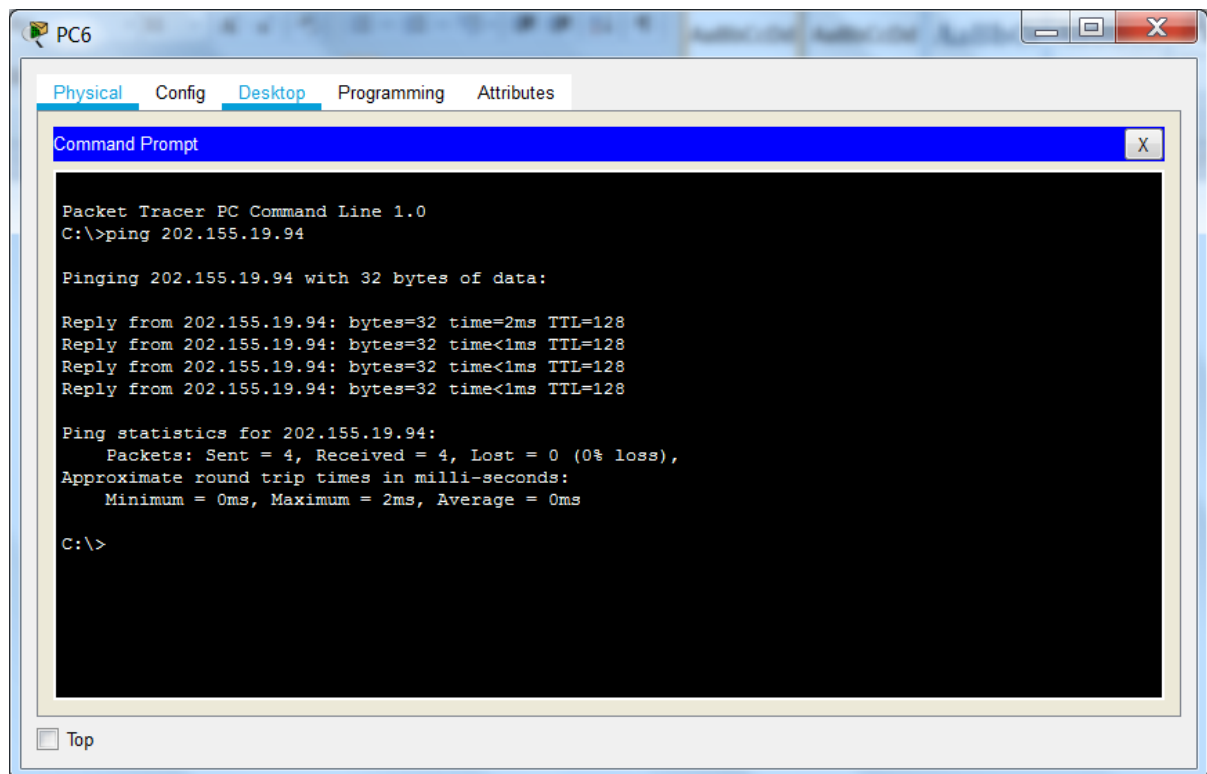 PC6
Physical Config Desktop Programming Attributes
Command Prompt
X
Packet Tracer PC Command Line 1.0
C:\>ping 202.155.19.94
Pinging 202.155.19.94 with 32 bytes of data:
Reply from 202.155.19.94: bytes=32 time=2ms TTL=128
Reply from 202.155.19.94: bytes=32 time<1ms TTL=128
Reply from 202.155.19.94: bytes=32 time<1ms TTL=128
Reply from 202.155.19.94: bytes=32 time<1ms TTL=128
Ping statistics for 202.155.19.94:
Packets: Sent = 4, Received = 4, Lost = 0 (0% loss),
Approximate round trip times in milli-seconds:
Minimum = 0ms, Maximum = 2ms, Average = 0ms
C:\>
Top